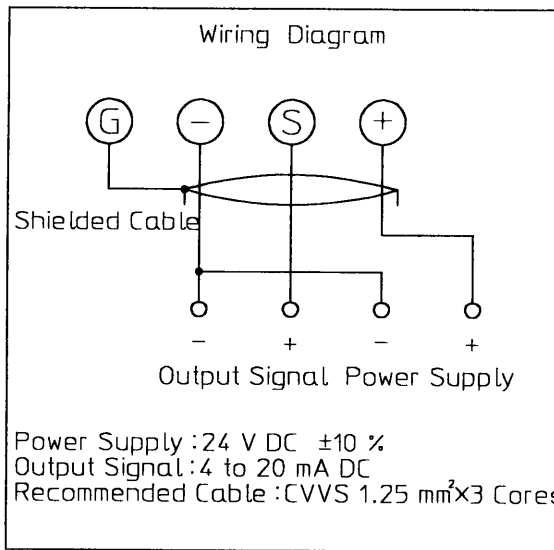 Wiring Diagram
G - S +
Shielded Cable
- + - +
Output Signal Power Supply
Power Supply : 24 V DC ±10 %
Output Signal : 4 to 20 mA DC
Recommended Cable : CVVS 1.25 mm²×3 Cores